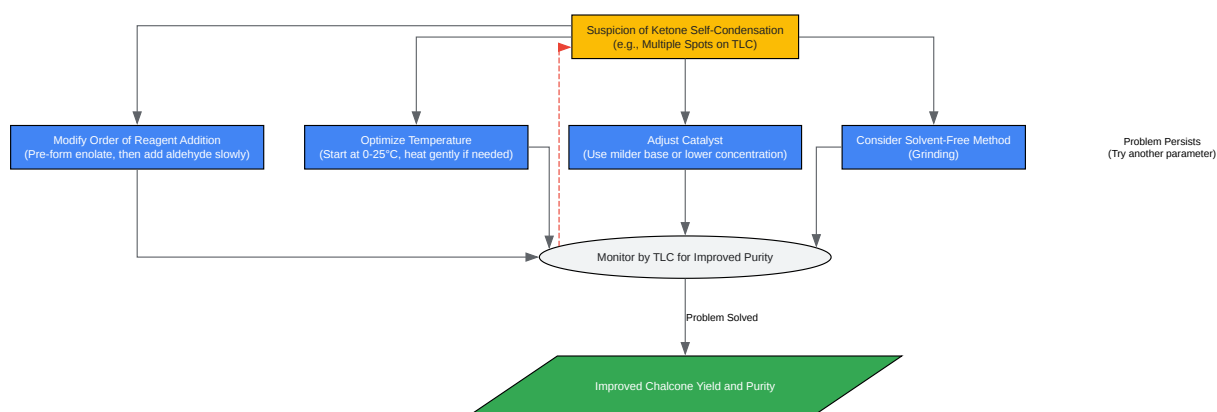 Suspicion of Ketone Self-Condensation
(e.g., Multiple Spots on TLC)
Modify Order of Reagent Addition
(Pre-form enolate, then add aldehyde slowly)
Optimize Temperature
(Start at 0-25°C, heat gently if needed)
Adjust Catalyst
(Use milder base or lower concentration)
Consider Solvent-Free Method
(Grinding)
Problem Persists
(Try another parameter)
Monitor by TLC for Improved Purity
Problem Solved
Improved Chalcone Yield and Purity